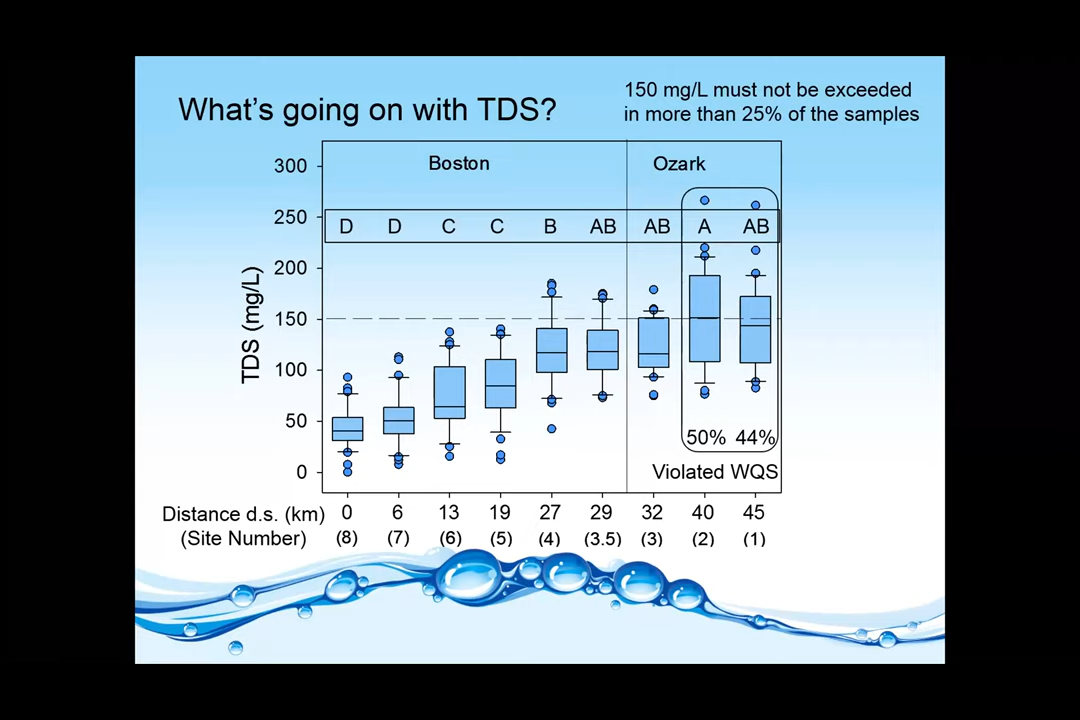 What's going on with TDS?
150 mg/L must not be exceeded
in more than 25% of the samples
Boston
Ozark
D D C C B AB AB A AB
TDS (mg/L)
300
250
200
150
100
50
0
50% 44%
Violated WQS
Distance d.s. (km) 0 6 13 19 27 29 32 40 45
(Site Number) (8) (7) (6) (5) (4) (3.5) (3) (2) (1)